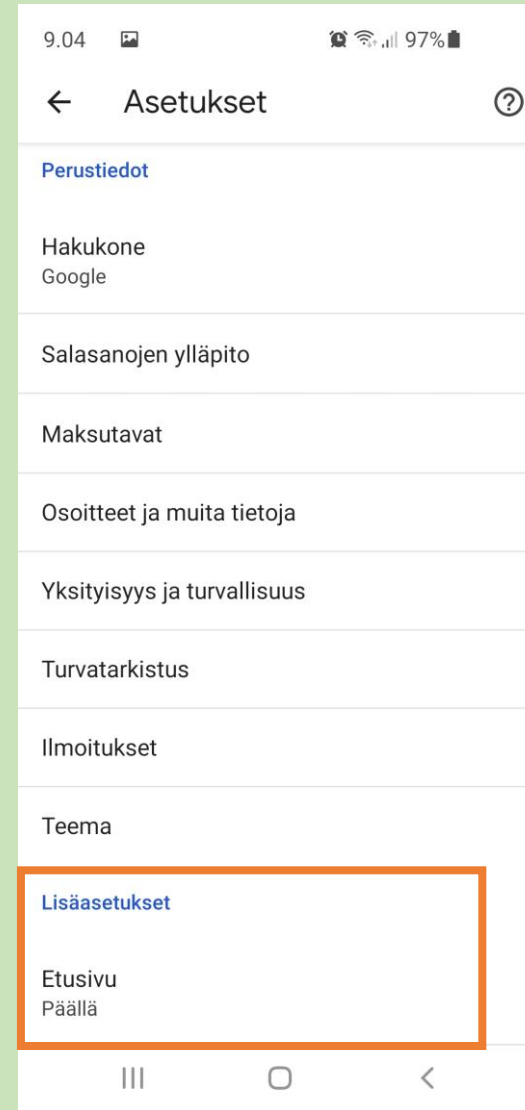 9.04 97%
Asetukset
Perustiedot
Hakukone
Google
Salasanojen ylläpito
Maksutavat
Osoitteet ja muita tietoja
Yksityisyys ja turvallisuus
Turvatarkistus
Ilmoitukset
Teema
Lisäasetukset
Etusivu
Päällä